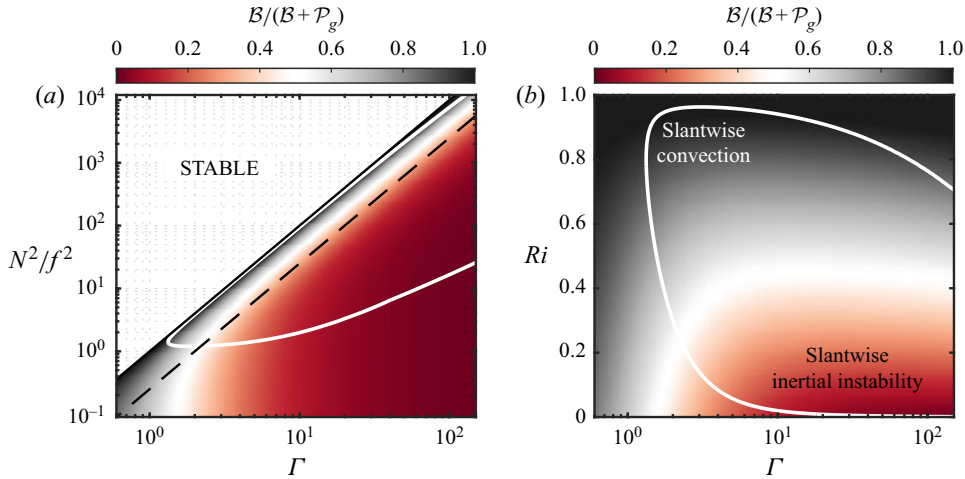 B/(B + P_g)
0 0.2 0.4 0.6 0.8 1.0
(a)
10^4
10^3
10^2
10^1
10^0
10^−1
N^2/f^2
STABLE
10^0 10^1 10^2
Γ
B/(B + P_g)
0 0.2 0.4 0.6 0.8 1.0
(b)
1.0
0.8
0.6
0.4
0.2
0
Ri
Slantwise
convection
Slantwise
inertial instability
10^0 10^1 10^2
Γ